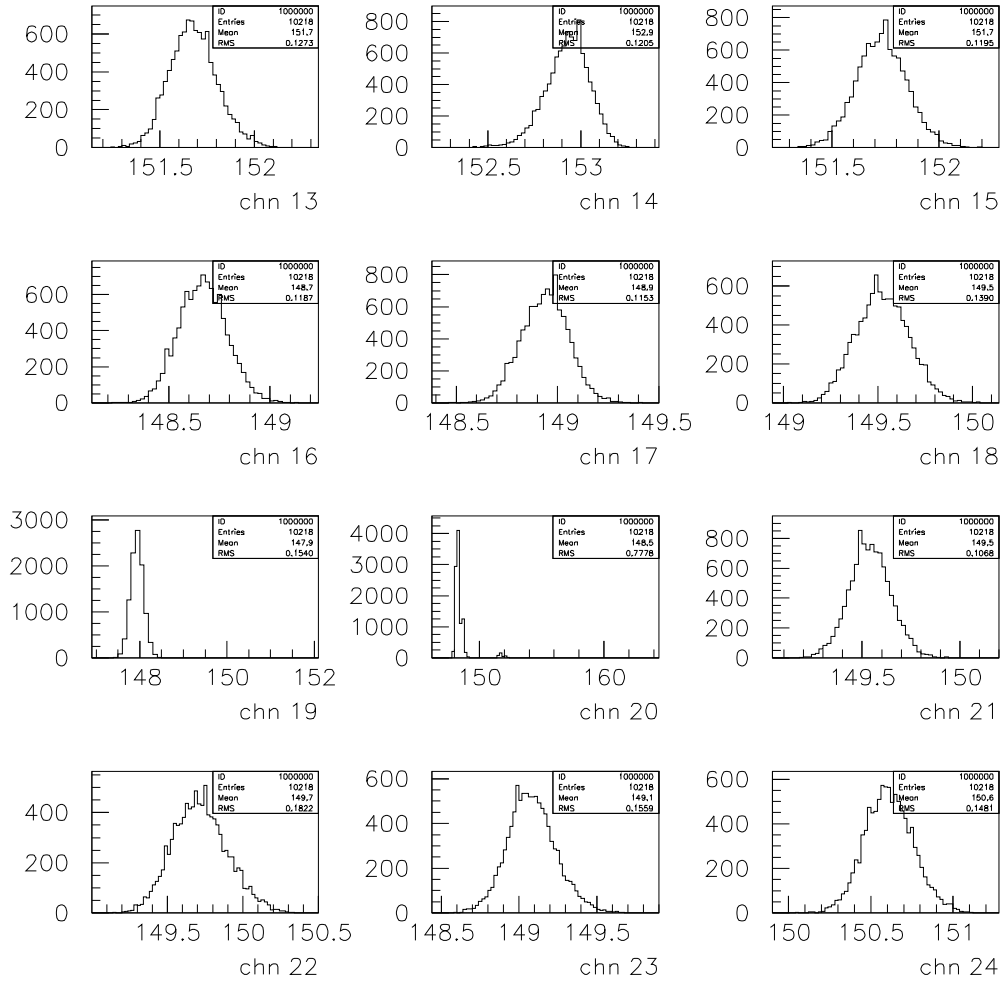 ID 1000000
Entries 10218
Mean 151.7
RMS 0.1273
600
400
200
0
151.5 152
chn 13
ID 1000000
Entries 10218
Mean 152.9
RMS 0.1205
800
600
400
200
0
152.5 153
chn 14
ID 1000000
Entries 10218
Mean 151.7
RMS 0.1195
800
600
400
200
0
151.5 152
chn 15
ID 1000000
Entries 10218
Mean 148.7
RMS 0.1187
600
400
200
0
148.5 149
chn 16
ID 1000000
Entries 10218
Mean 148.9
RMS 0.1153
800
600
400
200
0
148.5 149 149.5
chn 17
ID 1000000
Entries 10218
Mean 149.5
RMS 0.1390
600
400
200
0
149 149.5 150
chn 18
ID 1000000
Entries 10218
Mean 147.9
RMS 0.1540
3000
2000
1000
0
148 150 152
chn 19
ID 1000000
Entries 10218
Mean 148.5
RMS 0.7778
4000
3000
2000
1000
0
150 160
chn 20
ID 1000000
Entries 10218
Mean 149.5
RMS 0.1068
800
600
400
200
0
149.5 150
chn 21
ID 1000000
Entries 10218
Mean 149.7
RMS 0.1822
400
200
0
149.5 150 150.5
chn 22
ID 1000000
Entries 10218
Mean 149.1
RMS 0.1559
600
400
200
0
148.5 149 149.5
chn 23
ID 1000000
Entries 10218
Mean 150.6
RMS 0.1481
600
400
200
0
150 150.5 151
chn 24